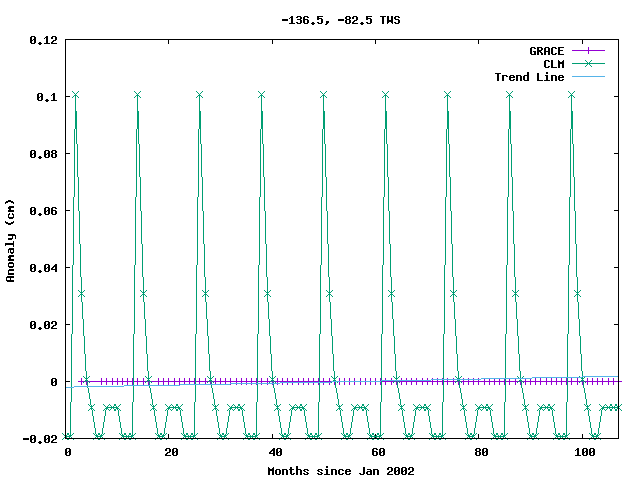 -136.5, -82.5 TWS
GRACE
CLM
Trend Line
0.12
0.1
0.08
0.06
0.04
0.02
0
-0.02
Anomaly (cm)
0 20 40 60 80 100
Months since Jan 2002